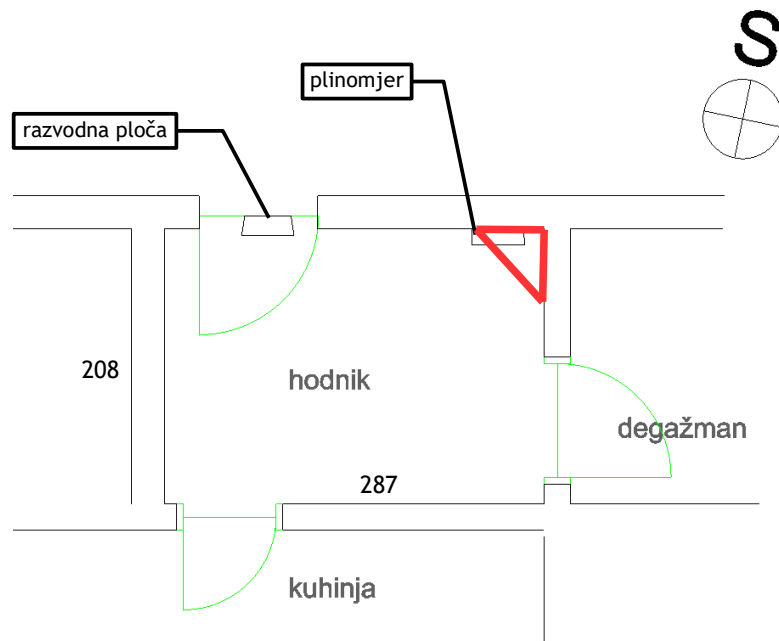 S
plinomjer
razvodna ploča
208
hodnik
degažman
287
kuhinja